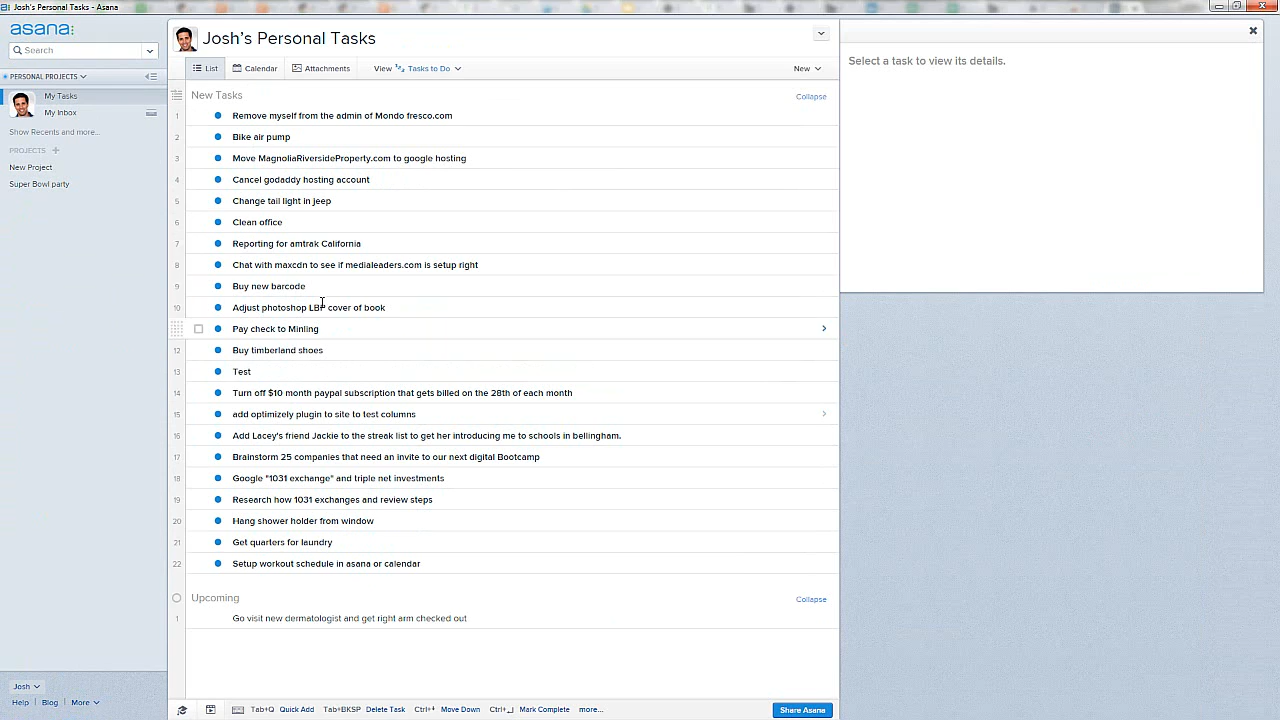 Josh's Personal Tasks - Asana
asana:
Search
PERSONAL PROJECTS
My Tasks
My Inbox
Show Recents and more...
PROJECTS +
New Project
Super Bowl party
Josh
Help | Blog | More
Josh's Personal Tasks
List Calendar Attachments View Tasks to Do New
New Tasks Collapse
1 Remove myself from the admin of Mondo fresco.com
2 Bike air pump
3 Move MagnoliaRiversideProperty.com to google hosting
4 Cancel godaddy hosting account
5 Change tail light in jeep
6 Clean office
7 Reporting for amtrak California
8 Chat with maxcdn to see if medialeaders.com is setup right
9 Buy new barcode
10 Adjust photoshop LBP cover of book
Pay check to Minling
12 Buy timberland shoes
13 Test
14 Turn off $10 month paypal subscription that gets billed on the 28th of each month
15 add optimizely plugin to site to test columns
16 Add Lacey's friend Jackie to the streak list to get her introducing me to schools in bellingham.
17 Brainstorm 25 companies that need an invite to our next digital Bootcamp
18 Google "1031 exchange" and triple net investments
19 Research how 1031 exchanges and review steps
20 Hang shower holder from window
21 Get quarters for laundry
22 Setup workout schedule in asana or calendar
Upcoming Collapse
1 Go visit new dermatologist and get right arm checked out
Tab+Q Quick Add Tab+BKSP Delete Task Ctrl+ Move Down Ctrl+ Mark Complete more... Share Asana
Select a task to view its details.